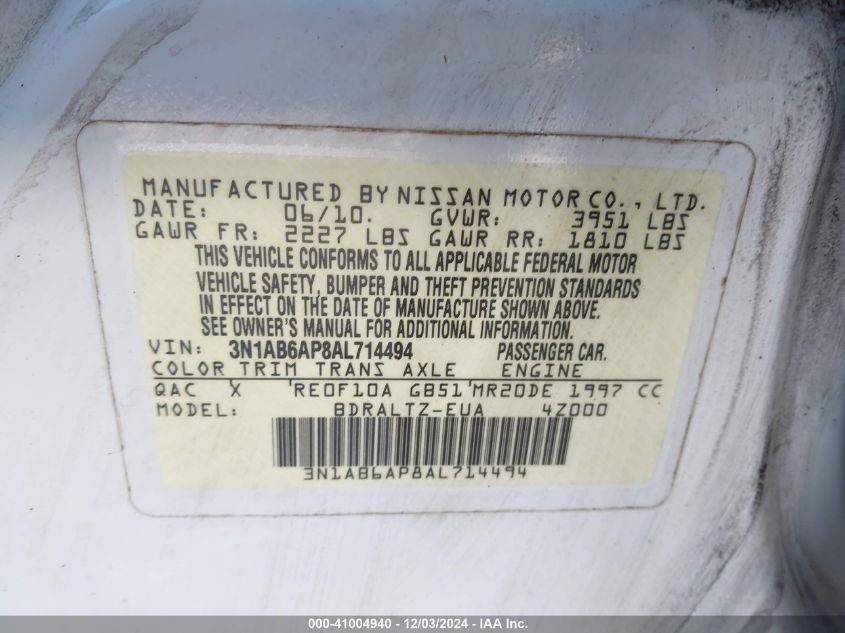 MANUFACTURED BY NISSAN MOTOR CO., LTD.
DATE: 06/10. GVWR: 3951 LBS
GAWR FR: 2227 LBS GAWR RR: 1810 LBS
THIS VEHICLE CONFORMS TO ALL APPLICABLE FEDERAL MOTOR
VEHICLE SAFETY, BUMPER AND THEFT PREVENTION STANDARDS
IN EFFECT ON THE DATE OF MANUFACTURE SHOWN ABOVE.
SEE OWNER'S MANUAL FOR ADDITIONAL INFORMATION.
VIN: 3N1AB6AP8AL714494 PASSENGER CAR.
COLOR TRIM TRANS AXLE ENGINE
QAC X RE0F10A GB51 MR20DE 1997 CC
MODEL: BDRALTZ-EUA 4Z000
3N1AB6AP8AL714494
000-41004940 - 12/03/2024 - IAA Inc.